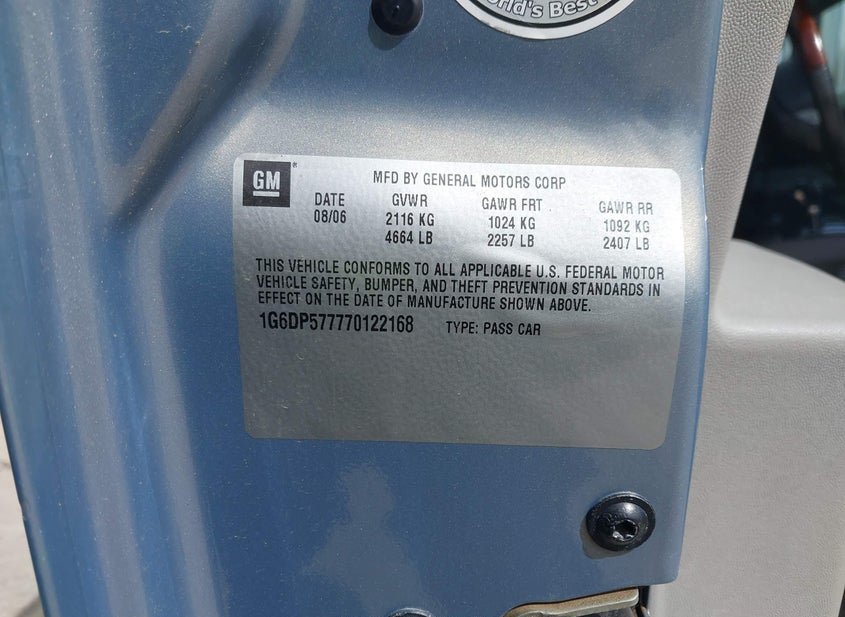 World's Best
GM
MFD BY GENERAL MOTORS CORP
DATE GVWR GAWR FRT GAWR RR
08/06 2116 KG 1024 KG 1092 KG
4664 LB 2257 LB 2407 LB
THIS VEHICLE CONFORMS TO ALL APPLICABLE U.S. FEDERAL MOTOR
VEHICLE SAFETY, BUMPER, AND THEFT PREVENTION STANDARDS IN
EFFECT ON THE DATE OF MANUFACTURE SHOWN ABOVE.
1G6DP577770122168 TYPE: PASS CAR